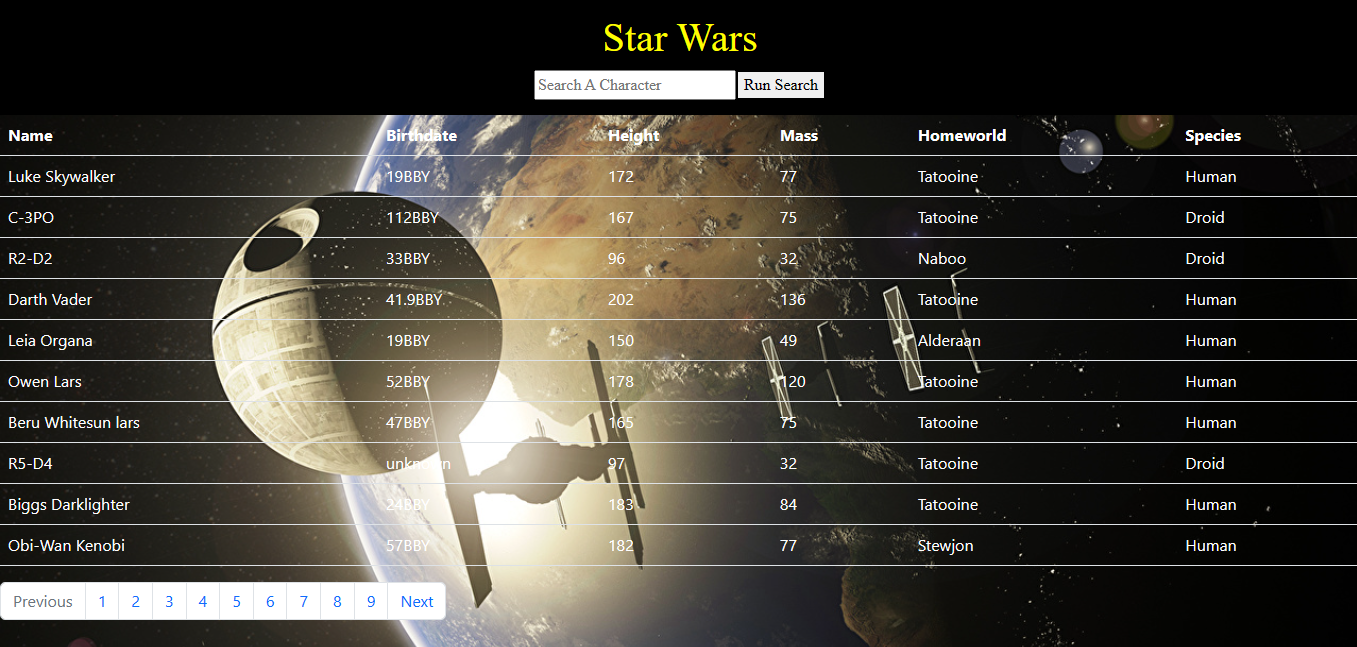 Star Wars
Search A Character Run Search
Name Birthdate Height Mass Homeworld Species
Luke Skywalker 19BBY 172 77 Tatooine Human
C-3PO 112BBY 167 75 Tatooine Droid
R2-D2 33BBY 96 32 Naboo Droid
Darth Vader 41.9BBY 202 136 Tatooine Human
Leia Organa 19BBY 150 49 Alderaan Human
Owen Lars 52BBY 178 120 Tatooine Human
Beru Whitesun lars 47BBY 165 75 Tatooine Human
R5-D4 unknown 97 32 Tatooine Droid
Biggs Darklighter 24BBY 183 84 Tatooine Human
Obi-Wan Kenobi 57BBY 182 77 Stewjon Human
Previous 1 2 3 4 5 6 7 8 9 Next